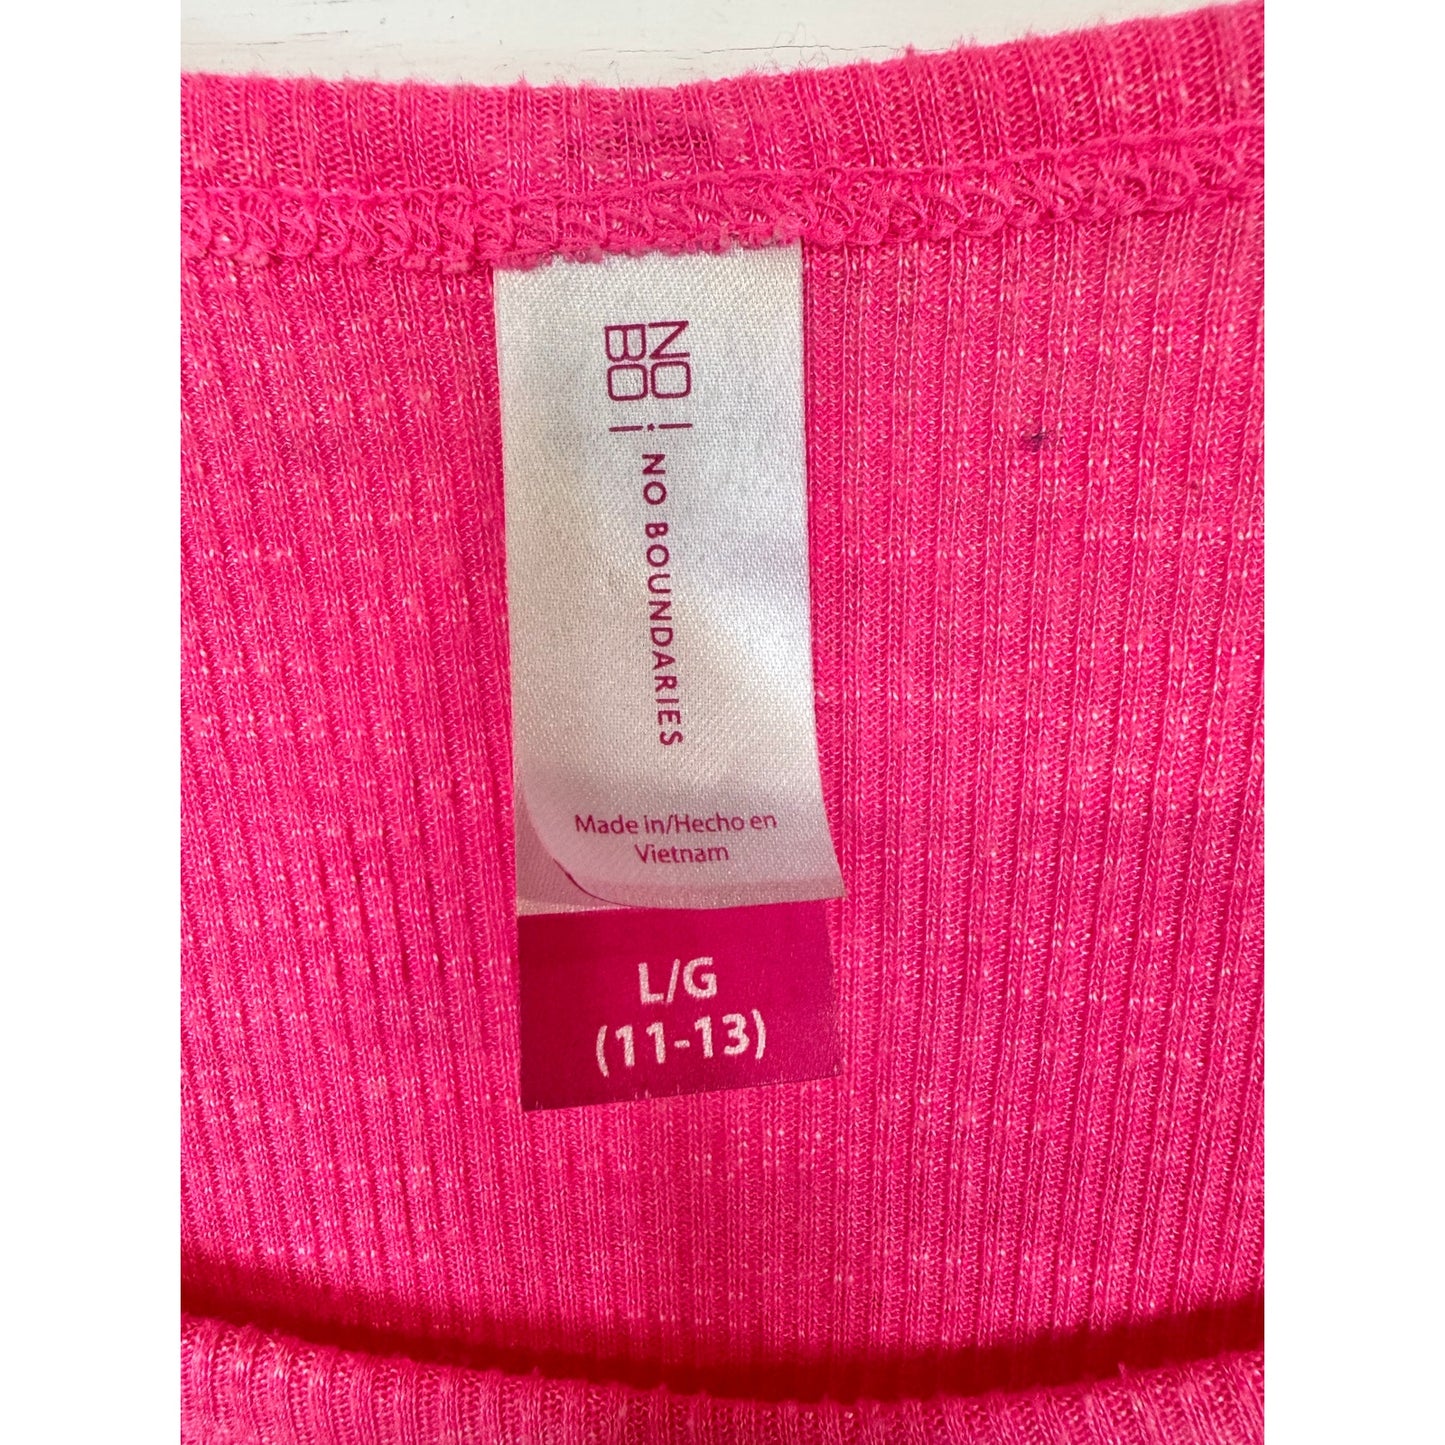 NO
BO
NO BOUNDARIES
Made in/Hecho en
Vietnam
L/G
(11-13)